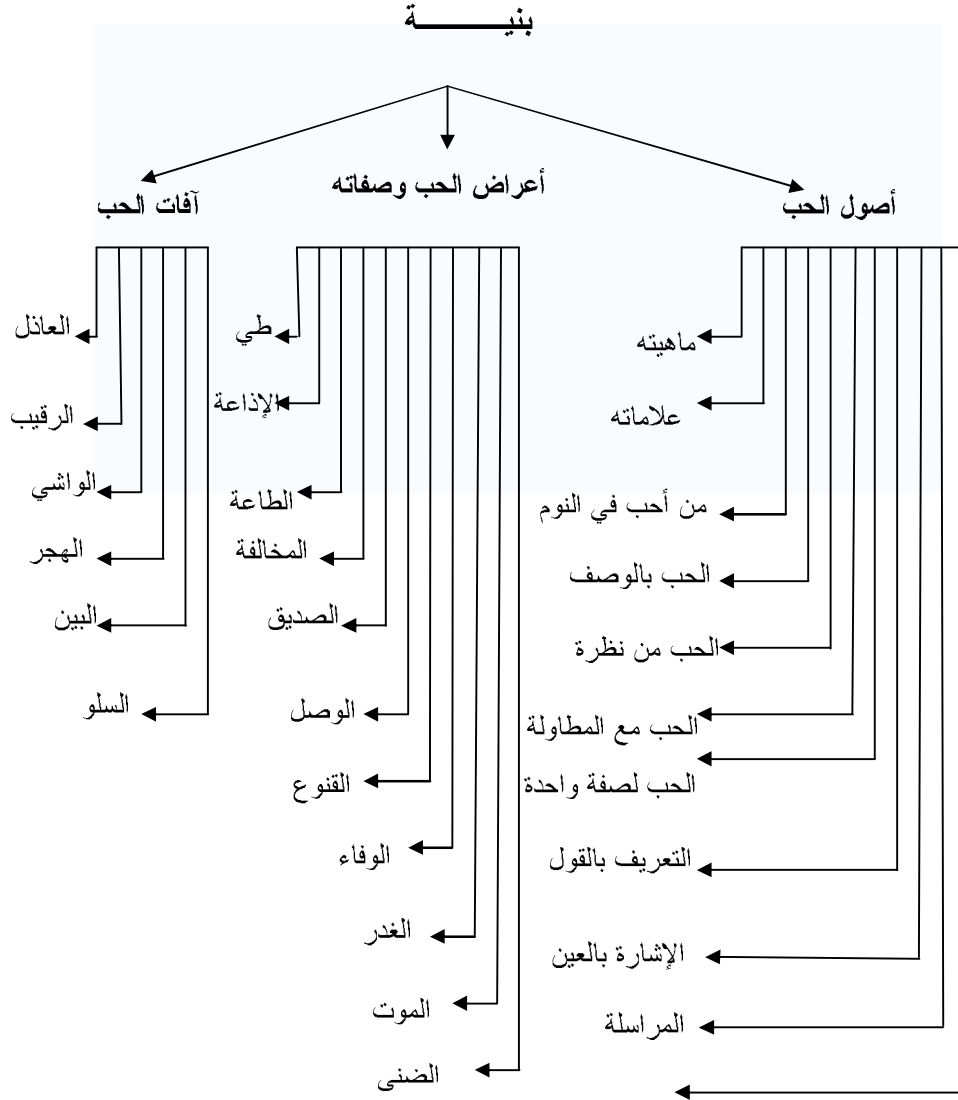 بنيـــــــــــة
أصول الحب
ماهيته
علاماته
من أحب في النوم
الحب بالوصف
الحب من نظرة
الحب مع المطاولة
الحب لصفة واحدة
التعريف بالقول
الإشارة بالعين
المراسلة
أعراض الحب وصفاته
طي
الإذاعة
الطاعة
المخالفة
الصديق
الوصل
القنوع
الوفاء
الغدر
الموت
الضنى
آفات الحب
العاذل
الرقيب
الواشي
الهجر
البين
السلو